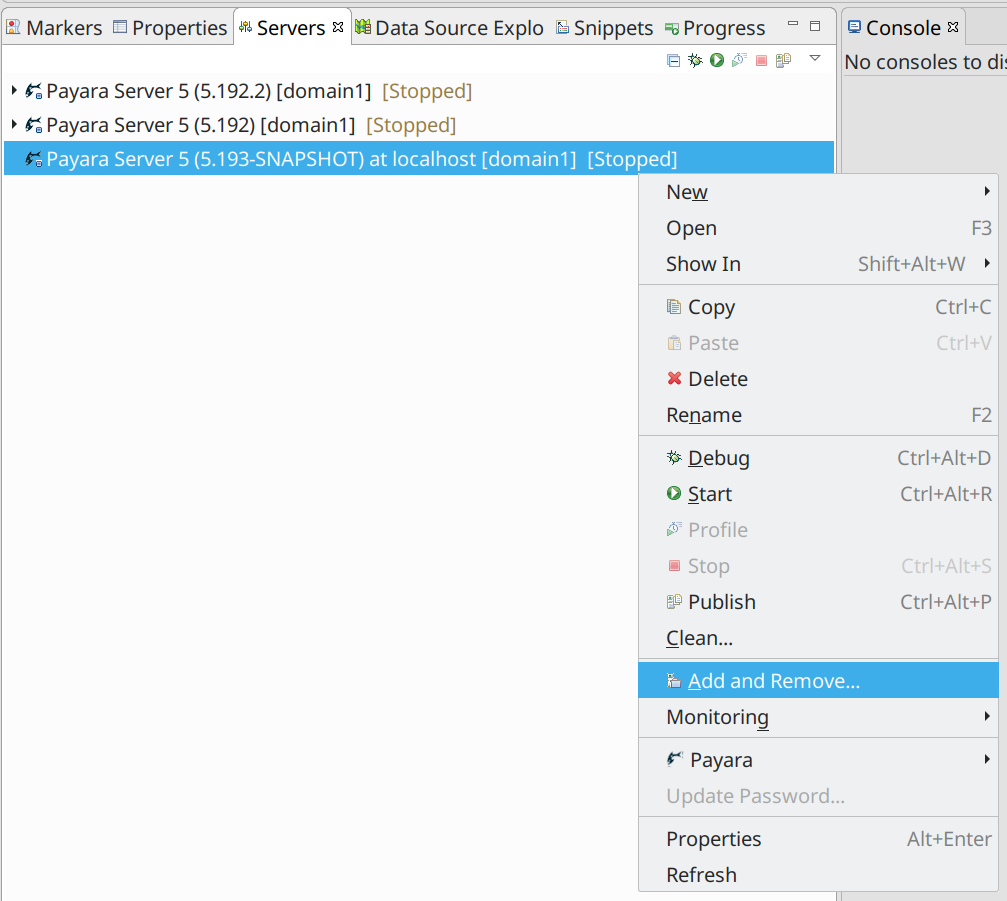 Markers Properties Servers Data Source Explo Snippets Progress
Console
No consoles to dis
Payara Server 5 (5.192.2) [domain1] [Stopped]
Payara Server 5 (5.192) [domain1] [Stopped]
Payara Server 5 (5.193-SNAPSHOT) at localhost [domain1] [Stopped]
New
Open F3
Show In Shift+Alt+W
Copy Ctrl+C
Paste Ctrl+V
Delete
Rename F2
Debug Ctrl+Alt+D
Start Ctrl+Alt+R
Profile
Stop Ctrl+Alt+S
Publish Ctrl+Alt+P
Clean...
Add and Remove...
Monitoring
Payara
Update Password...
Properties Alt+Enter
Refresh